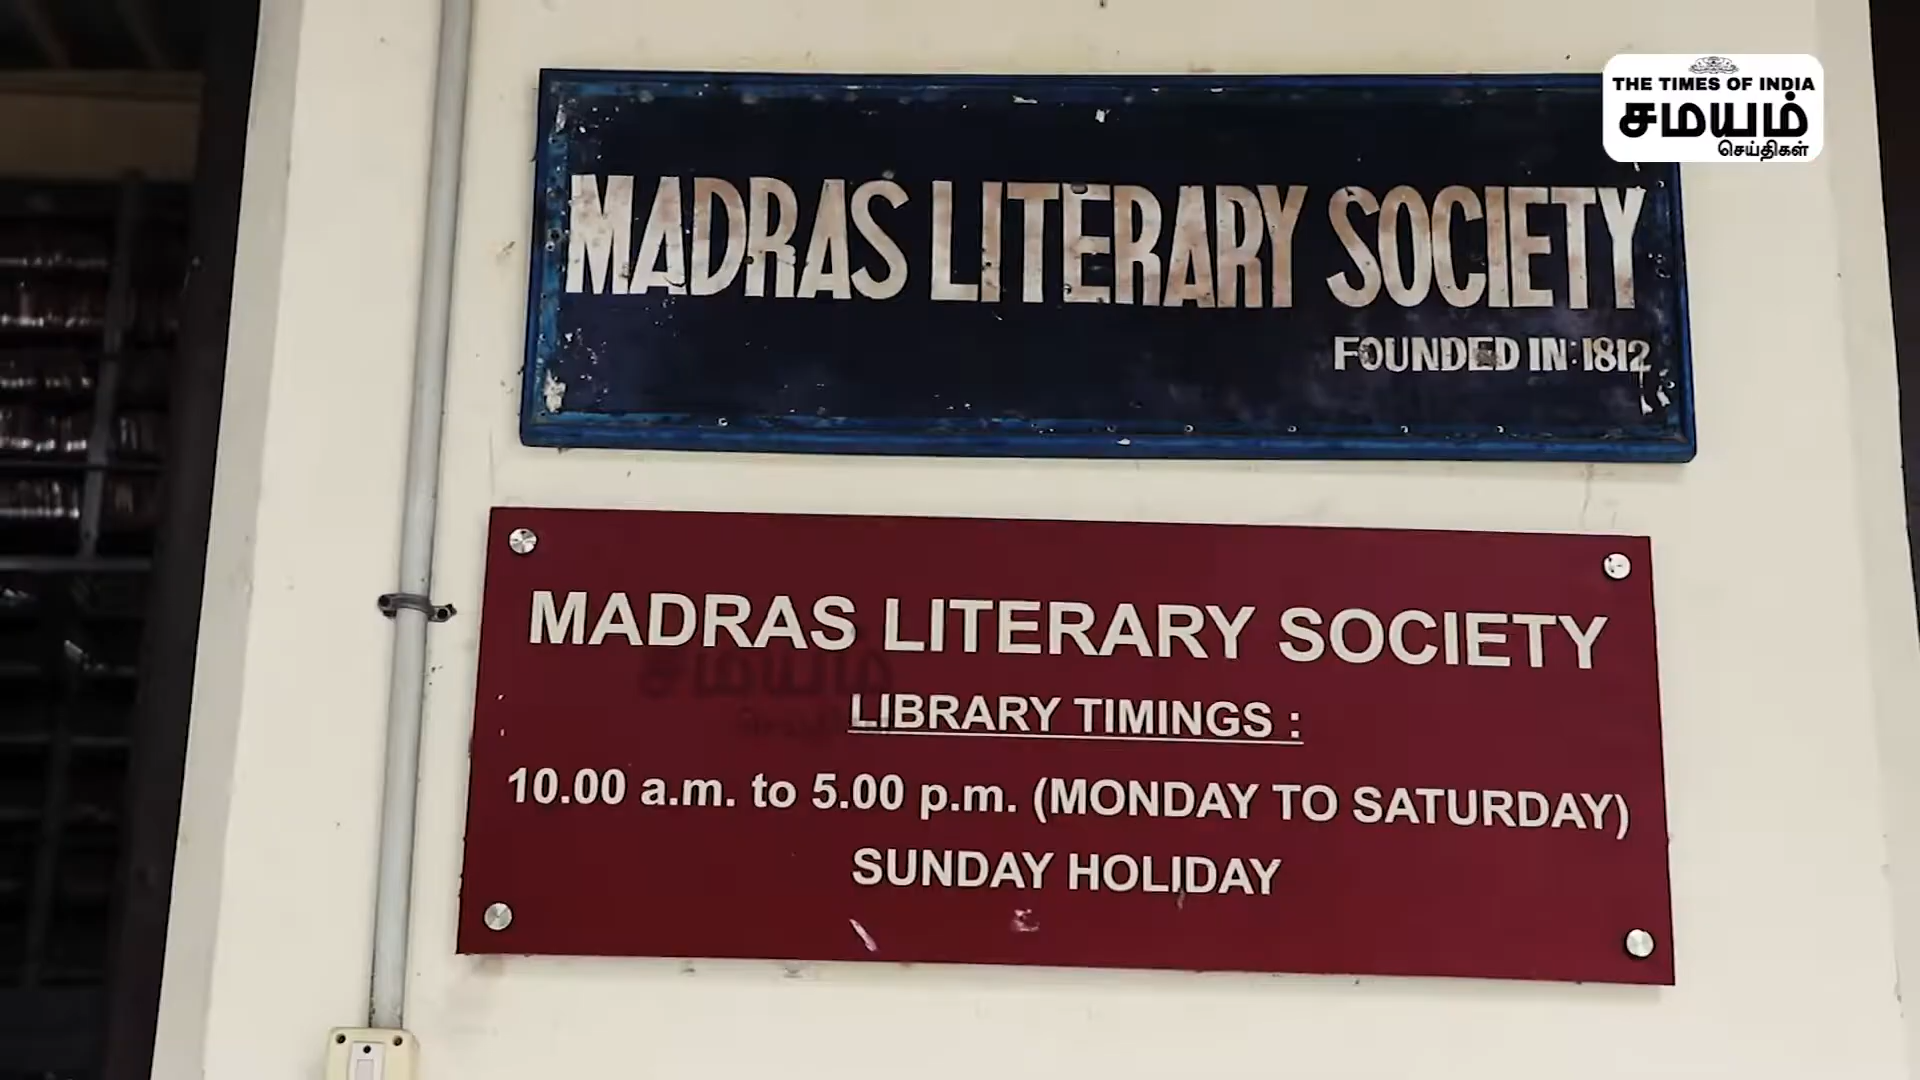 THE TIMES OF INDIA
சமயம்
செய்திகள்
MADRAS LITERARY SOCIETY
FOUNDED IN:1812
MADRAS LITERARY SOCIETY
சமயம்
LIBRARY TIMINGS :
10.00 a.m. to 5.00 p.m. (MONDAY TO SATURDAY)
SUNDAY HOLIDAY